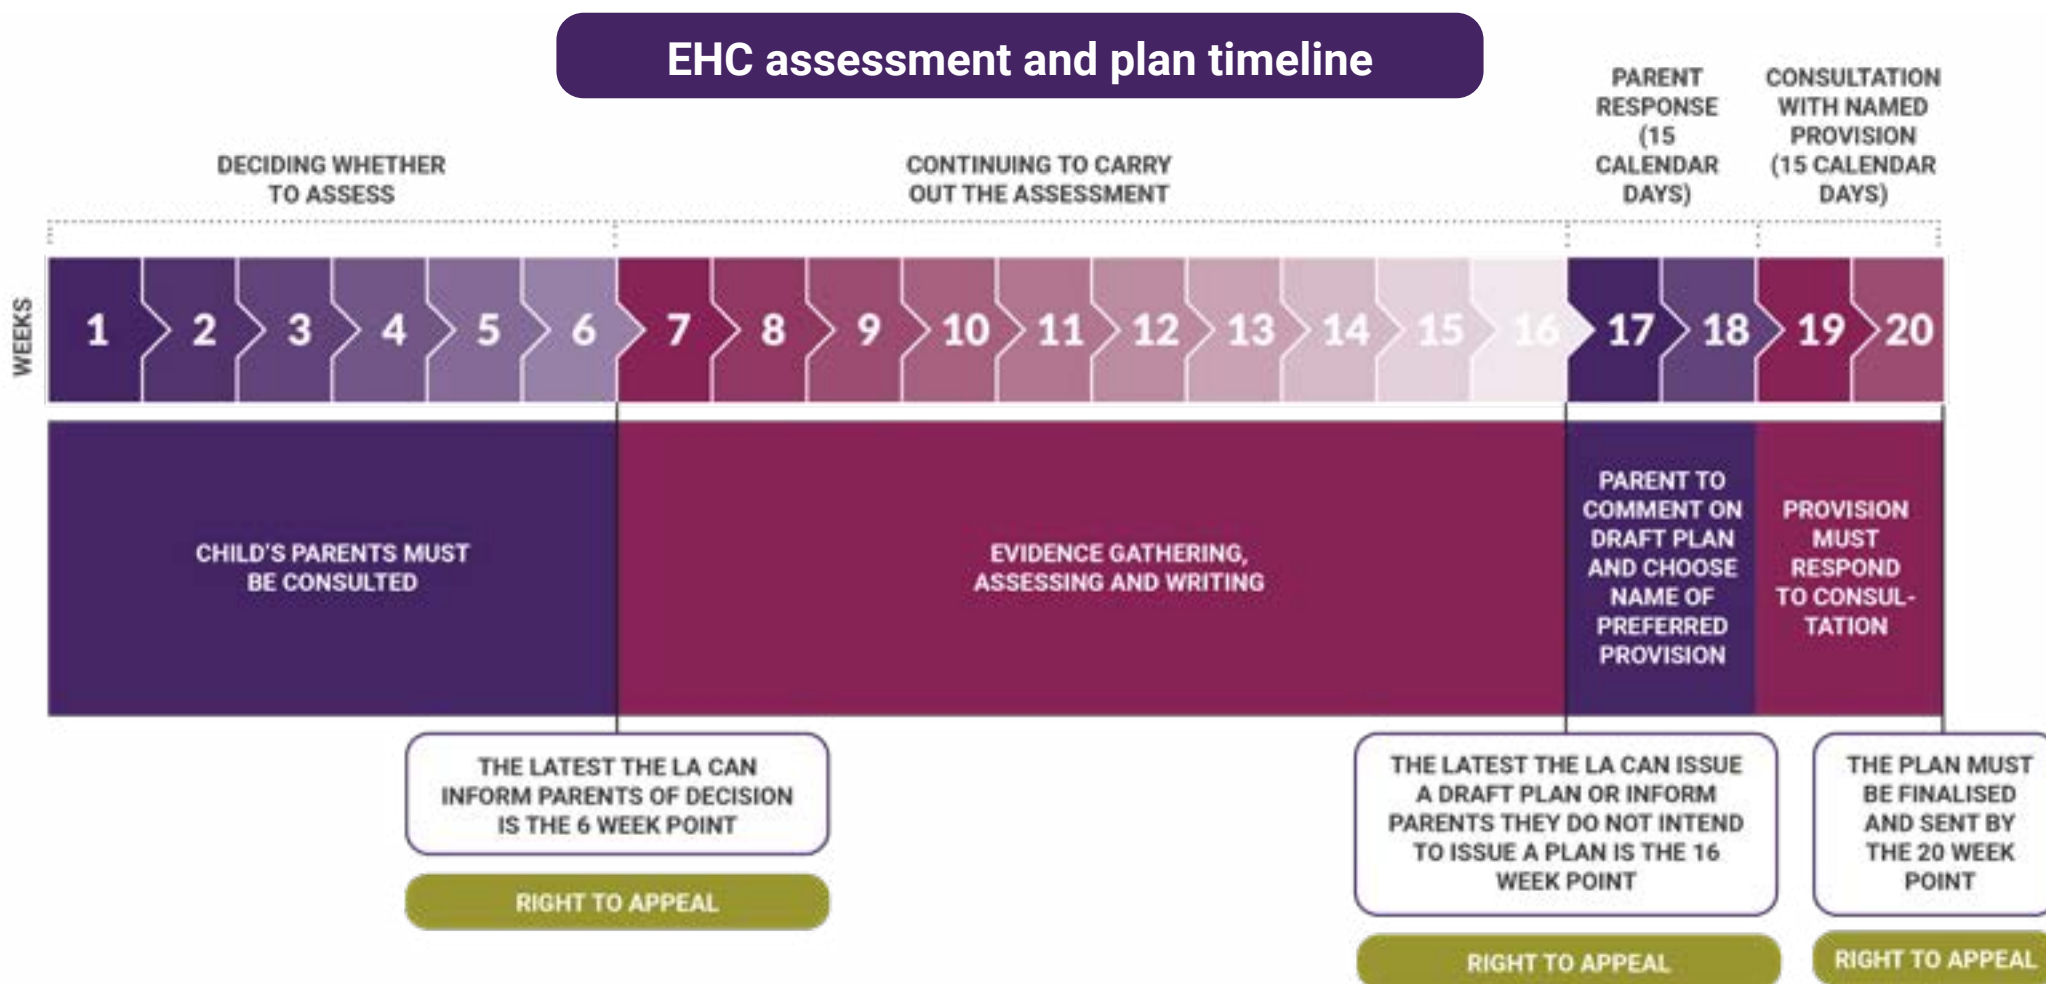 EHC assessment and plan timeline
DECIDING WHETHER
TO ASSESS
CONTINUING TO CARRY
OUT THE ASSESSMENT
PARENT
RESPONSE
(15
CALENDAR
DAYS)
CONSULTATION
WITH NAMED
PROVISION
(15 CALENDAR
DAYS)
WEEKS
1 2 3 4 5 6 7 8 9 10 11 12 13 14 15 16 17 18 19 20
CHILD'S PARENTS MUST
BE CONSULTED
EVIDENCE GATHERING,
ASSESSING AND WRITING
PARENT TO
COMMENT ON
DRAFT PLAN
AND CHOOSE
NAME OF
PREFERRED
PROVISION
PROVISION
MUST
RESPOND
TO CONSUL-
TATION
THE LATEST THE LA CAN
INFORM PARENTS OF DECISION
IS THE 6 WEEK POINT
RIGHT TO APPEAL
THE LATEST THE LA CAN ISSUE
A DRAFT PLAN OR INFORM
PARENTS THEY DO NOT INTEND
TO ISSUE A PLAN IS THE 16
WEEK POINT
RIGHT TO APPEAL
THE PLAN MUST
BE FINALISED
AND SENT BY
THE 20 WEEK
POINT
RIGHT TO APPEAL